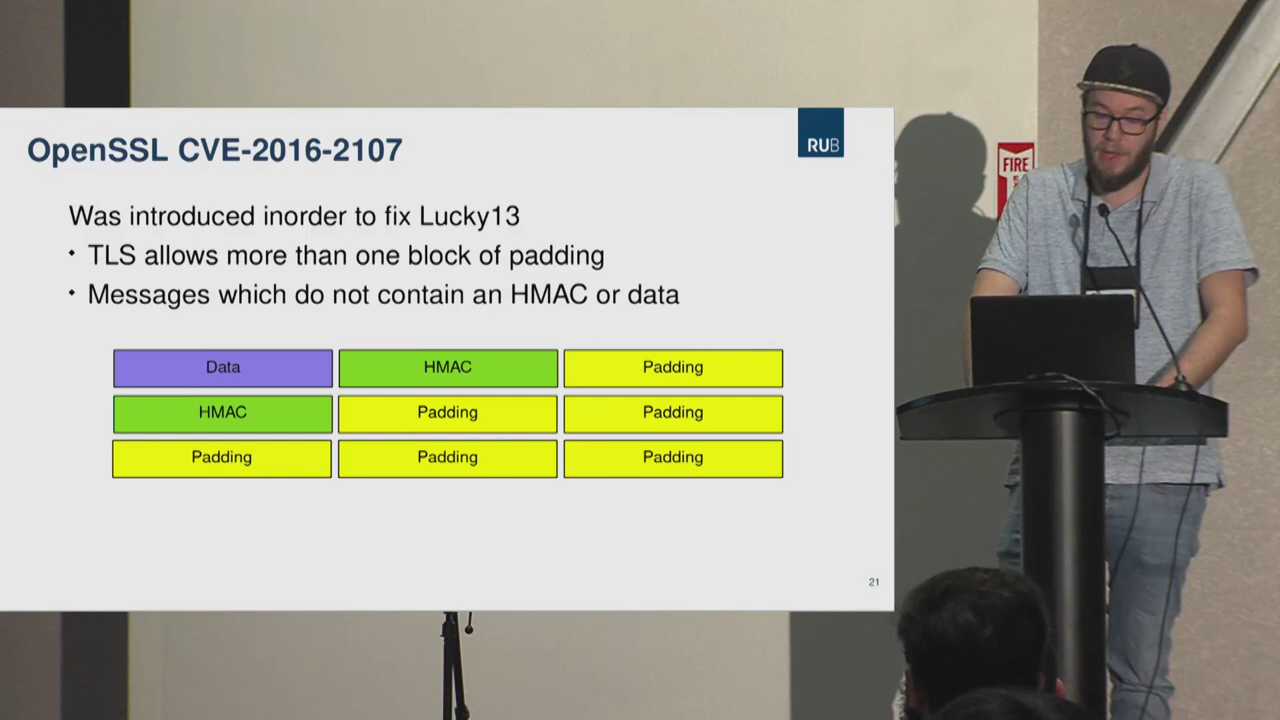 OpenSSL CVE-2016-2107
RUB
Was introduced inorder to fix Lucky13
• TLS allows more than one block of padding
• Messages which do not contain an HMAC or data
Data HMAC Padding
HMAC Padding Padding
Padding Padding Padding
21
FIRE